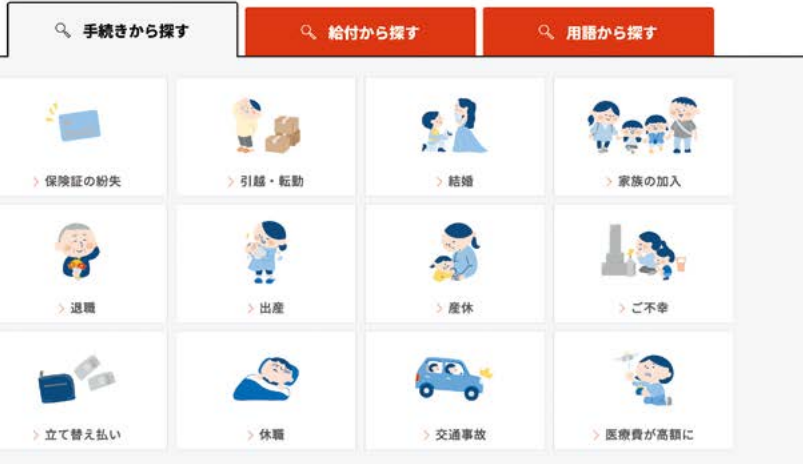 手続きから探す
給付から探す
用語から探す
保険証の紛失
引越・転勤
結婚
家族の加入
退職
出産
産休
ご不幸
立て替え払い
休職
交通事故
医療費が高額に